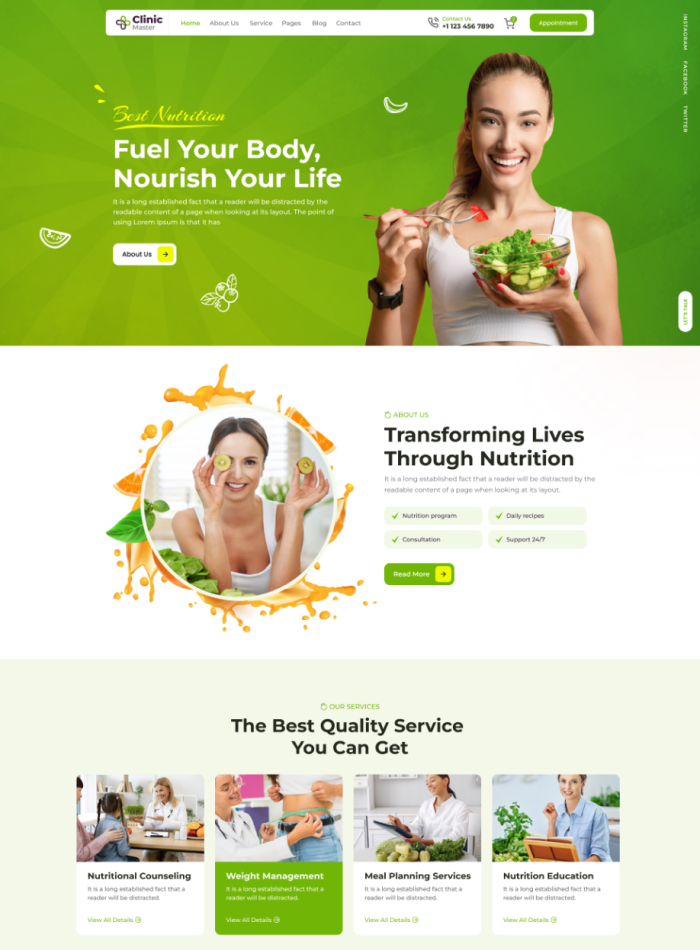 Clinic
Master
Home About Us Service Pages Blog Contact
Contact Us
+1 123 456 7890
Appointment
INSTAGRAM FACEBOOK TWITTER
Best Nutrition
Fuel Your Body,
Nourish Your Life
It is a long established fact that a reader will be distracted by the
readable content of a page when looking at its layout. The point of
using Lorem Ipsum is that it has
About Us
ABOUT US
Transforming Lives
Through Nutrition
It is a long established fact that a reader will be distracted by the
readable content of a page when looking at its layout.
Nutrition program Daily recipes
Consultation Support 24/7
Read More
OUR SERVICES
The Best Quality Service
You Can Get
Nutritional Counseling
It is a long established fact that a
reader will be distracted.
View All Details
Weight Management
It is a long established fact that a
reader will be distracted.
View All Details
Meal Planning Services
It is a long established fact that a
reader will be distracted.
View All Details
Nutrition Education
It is a long established fact that a
reader will be distracted.
View All Details